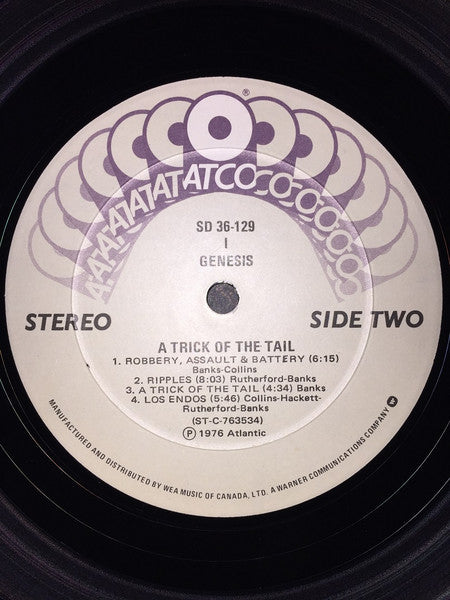 ®
ATCO
SD 36-129
I
GENESIS
STEREO
SIDE TWO
A TRICK OF THE TAIL
1. ROBBERY, ASSAULT & BATTERY (6:15)
Banks-Collins
2. RIPPLES (8:03) Rutherford-Banks
3. A TRICK OF THE TAIL (4:34) Banks
4. LOS ENDOS (5:46) Collins-Hackett-
Rutherford-Banks
(ST-C-763534)
℗ 1976 Atlantic
MANUFACTURED AND DISTRIBUTED BY WEA MUSIC OF CANADA, LTD. A WARNER COMMUNICATIONS COMPANY